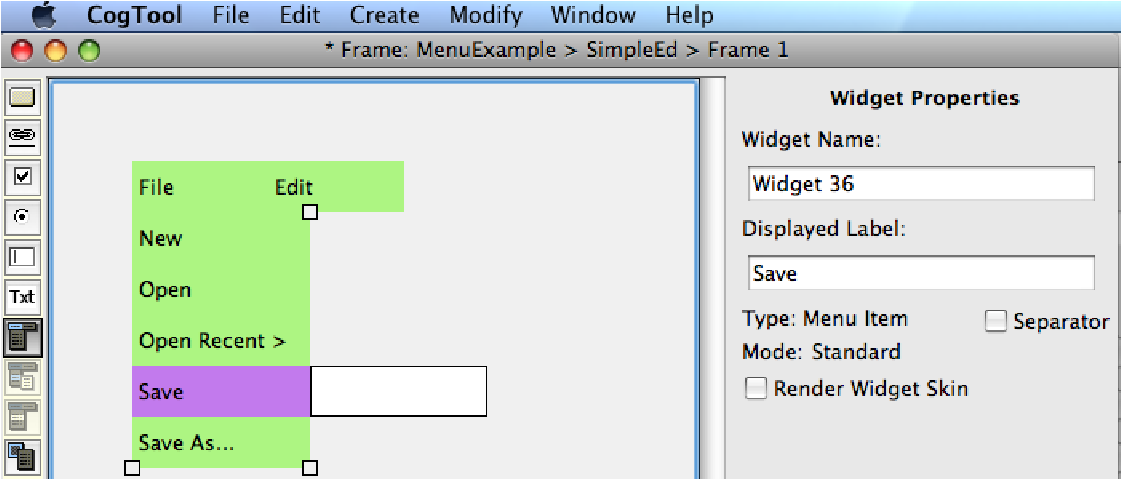 CogTool File Edit Create Modify Window Help
* Frame: MenuExample > SimpleEd > Frame 1
Widget Properties
Widget Name:
Widget 36
Displayed Label:
Save
Type: Menu Item Separator
Mode: Standard
Render Widget Skin
Txt
File Edit
New
Open
Open Recent >
Save
Save As...